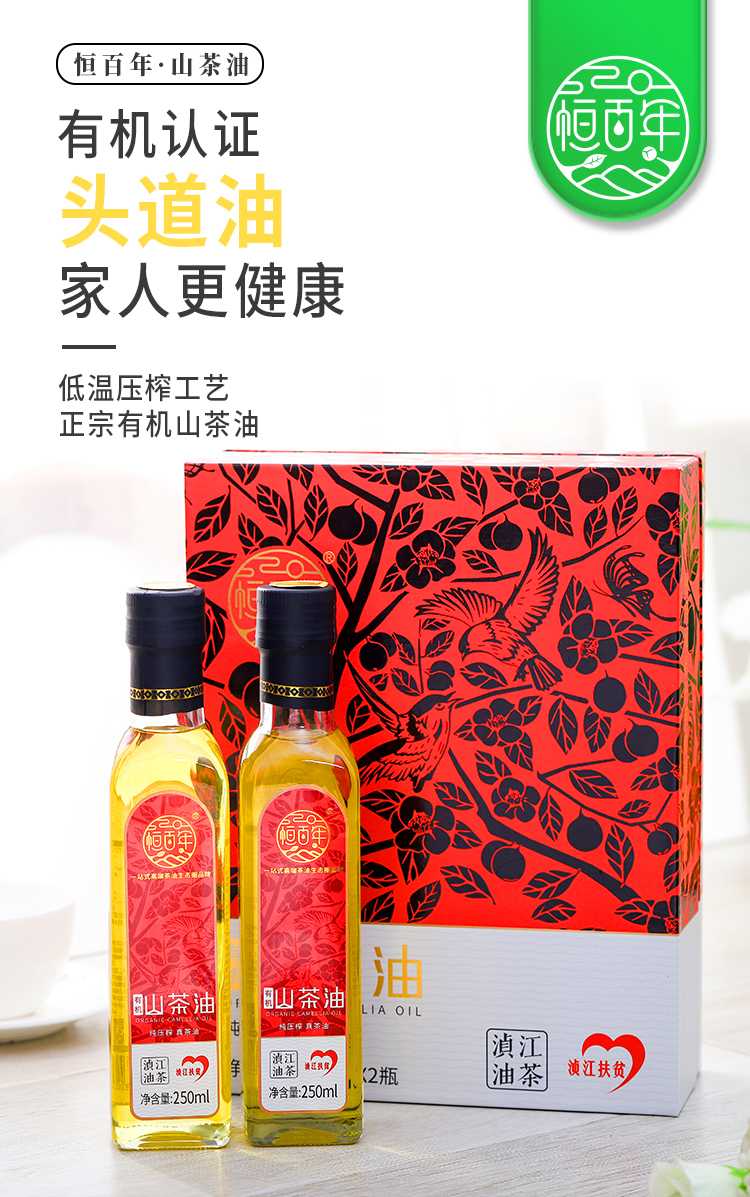 恒百年·山茶油
恒百年
有机认证
头道油
家人更健康
低温压榨工艺
正宗有机山茶油
恒百年
®
恒百年
恒百年
有机
山茶油
ORGANIC CAMELLIA OIL
纯压榨 真茶油
滇江
油茶
滇江扶贫
净含量:250ml
有机
山茶油
ORGANIC CAMELLIA OIL
纯压榨 真茶油
滇江
油茶
滇江扶贫
净含量:250ml
油
LIA OIL
X2瓶
滇江
油茶
滇江扶贫